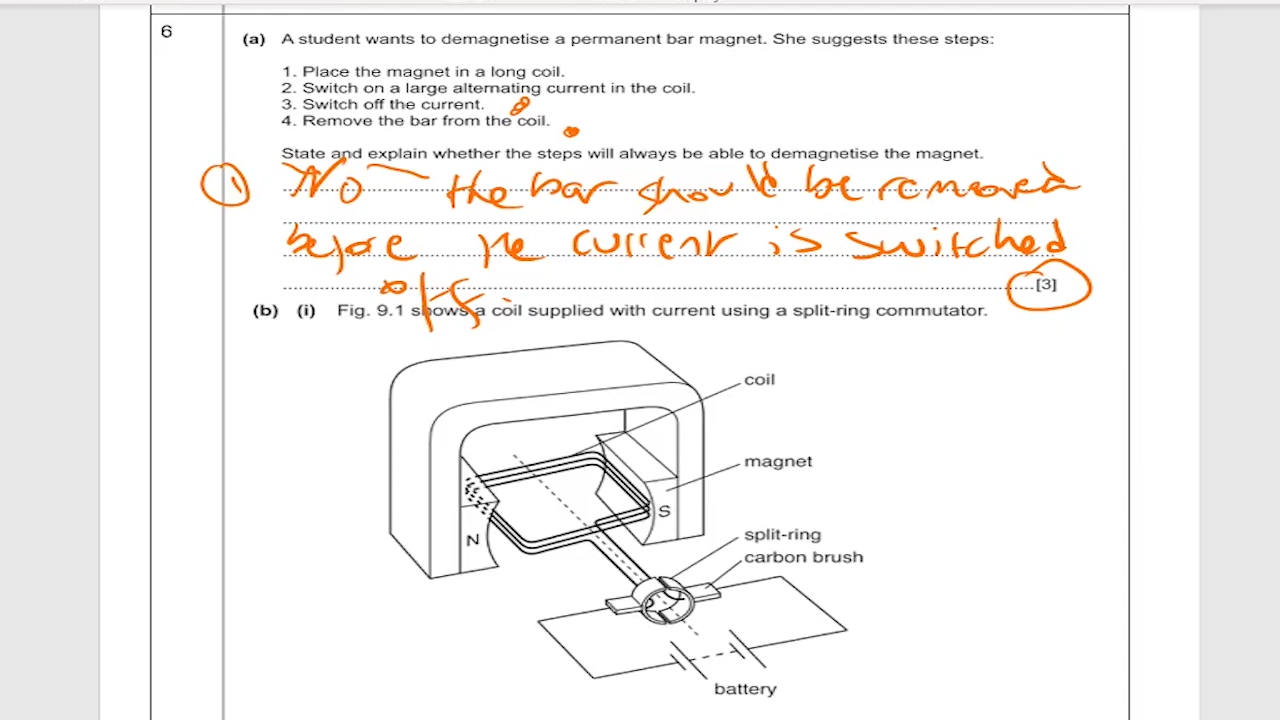 6
(a) A student wants to demagnetise a permanent bar magnet. She suggests these steps:
1. Place the magnet in a long coil.
2. Switch on a large alternating current in the coil.
3. Switch off the current.
4. Remove the bar from the coil.
State and explain whether the steps will always be able to demagnetise the magnet.
1 No the bar should be removed
before the current is switched
off.
[3]
(b) (i) Fig. 9.1 shows a coil supplied with current using a split-ring commutator.
coil
magnet
S
N
split-ring
carbon brush
battery